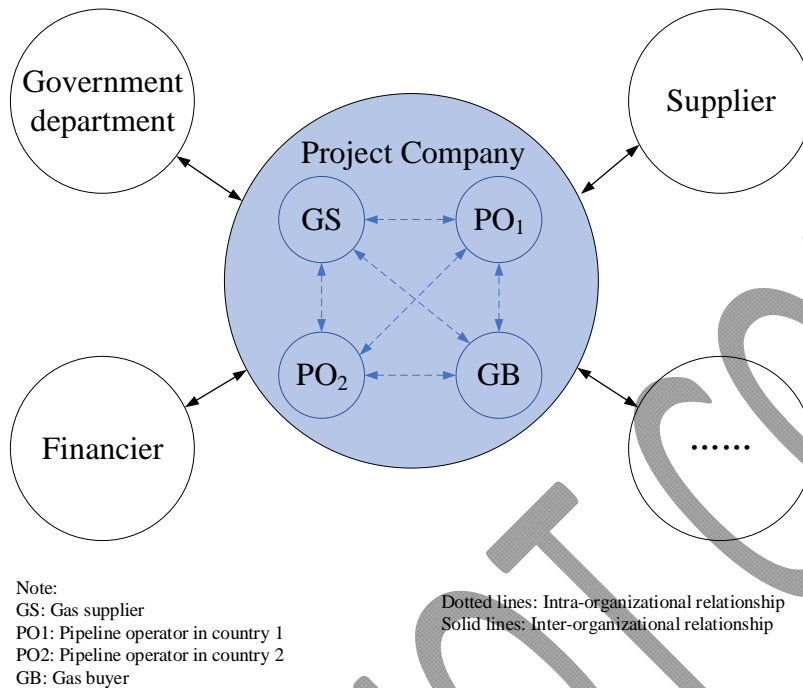 Government
department
Supplier
Project Company
GS
PO₁
PO₂
GB
Financier
……
Note:
GS: Gas supplier
PO1: Pipeline operator in country 1
PO2: Pipeline operator in country 2
GB: Gas buyer
Dotted lines: Intra-organizational relationship
Solid lines: Inter-organizational relationship